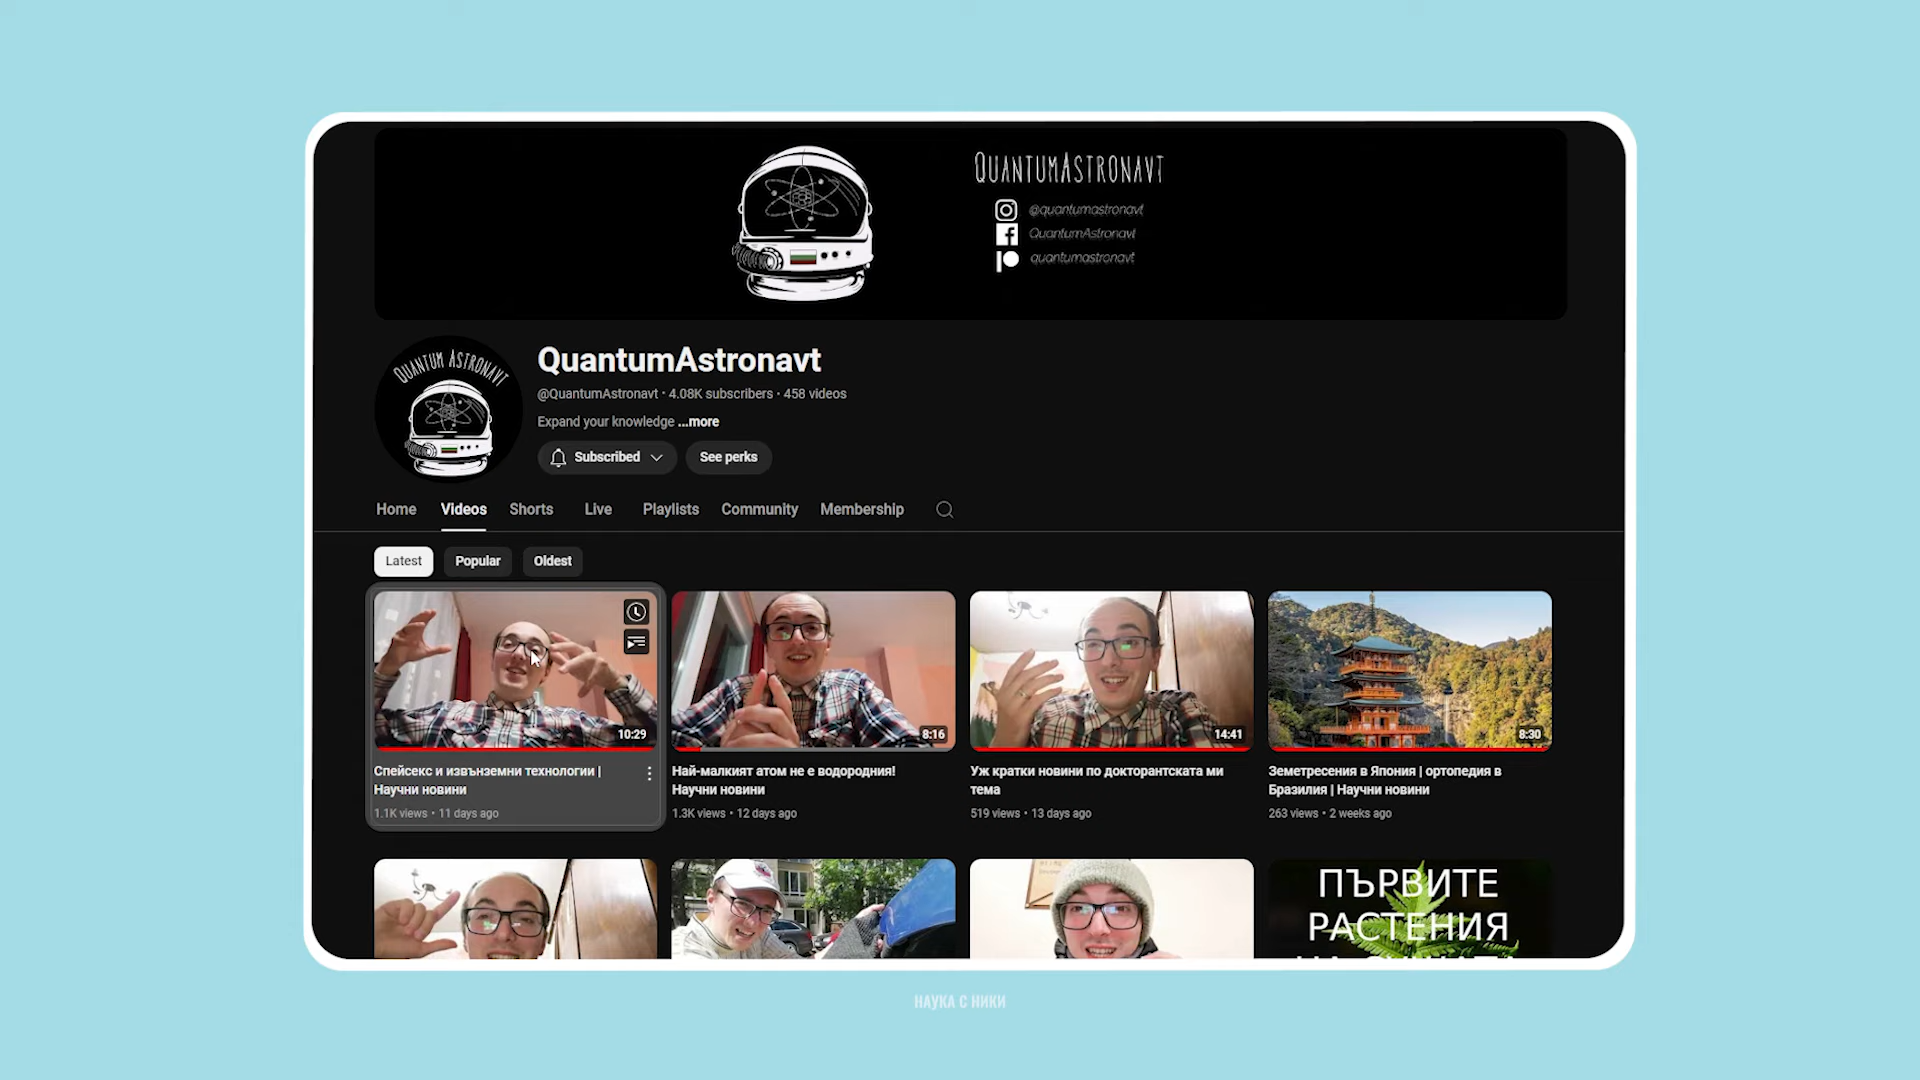 QUANTUMASTRONAVT
@quantumastronavt
QuantumAstronavt
quantumastronavt
QUANTUM ASTRONAVT
QuantumAstronavt
@QuantumAstronavt • 4.08K subscribers • 458 videos
Expand your knowledge ...more
Subscribed
See perks
Home
Videos
Shorts
Live
Playlists
Community
Membership
Latest
Popular
Oldest
10:29
8:16
14:41
8:30
Спейсекс и извънземни технологии |
Научни новини
1.1K views • 11 days ago
Най-малкият атом не е водородния!
Научни новини
1.3K views • 12 days ago
Уж кратки новини по докторантската ми
тема
519 views • 13 days ago
Земетресения в Япония | ортопедия в
Бразилия | Научни новини
263 views • 2 weeks ago
ПЪРВИТЕ
РАСТЕНИЯ
НАУКА С НИКИ